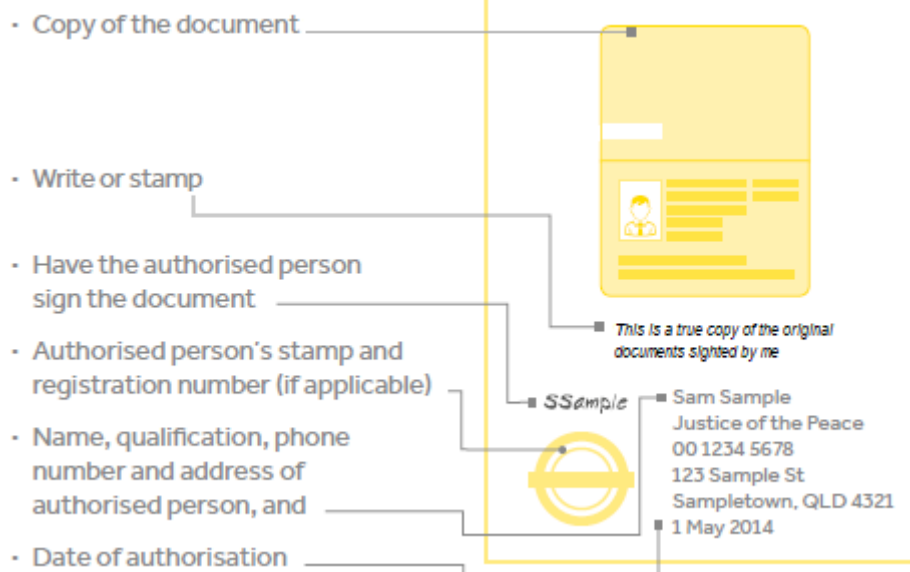 · Copy of the document
· Write or stamp
· Have the authorised person
sign the document
· Authorised person's stamp and
registration number (if applicable)
· Name, qualification, phone
number and address of
authorised person, and
· Date of authorisation
This is a true copy of the original
documents sighted by me
SSample
Sam Sample
Justice of the Peace
00 1234 5678
123 Sample St
Sampletown, QLD 4321
1 May 2014